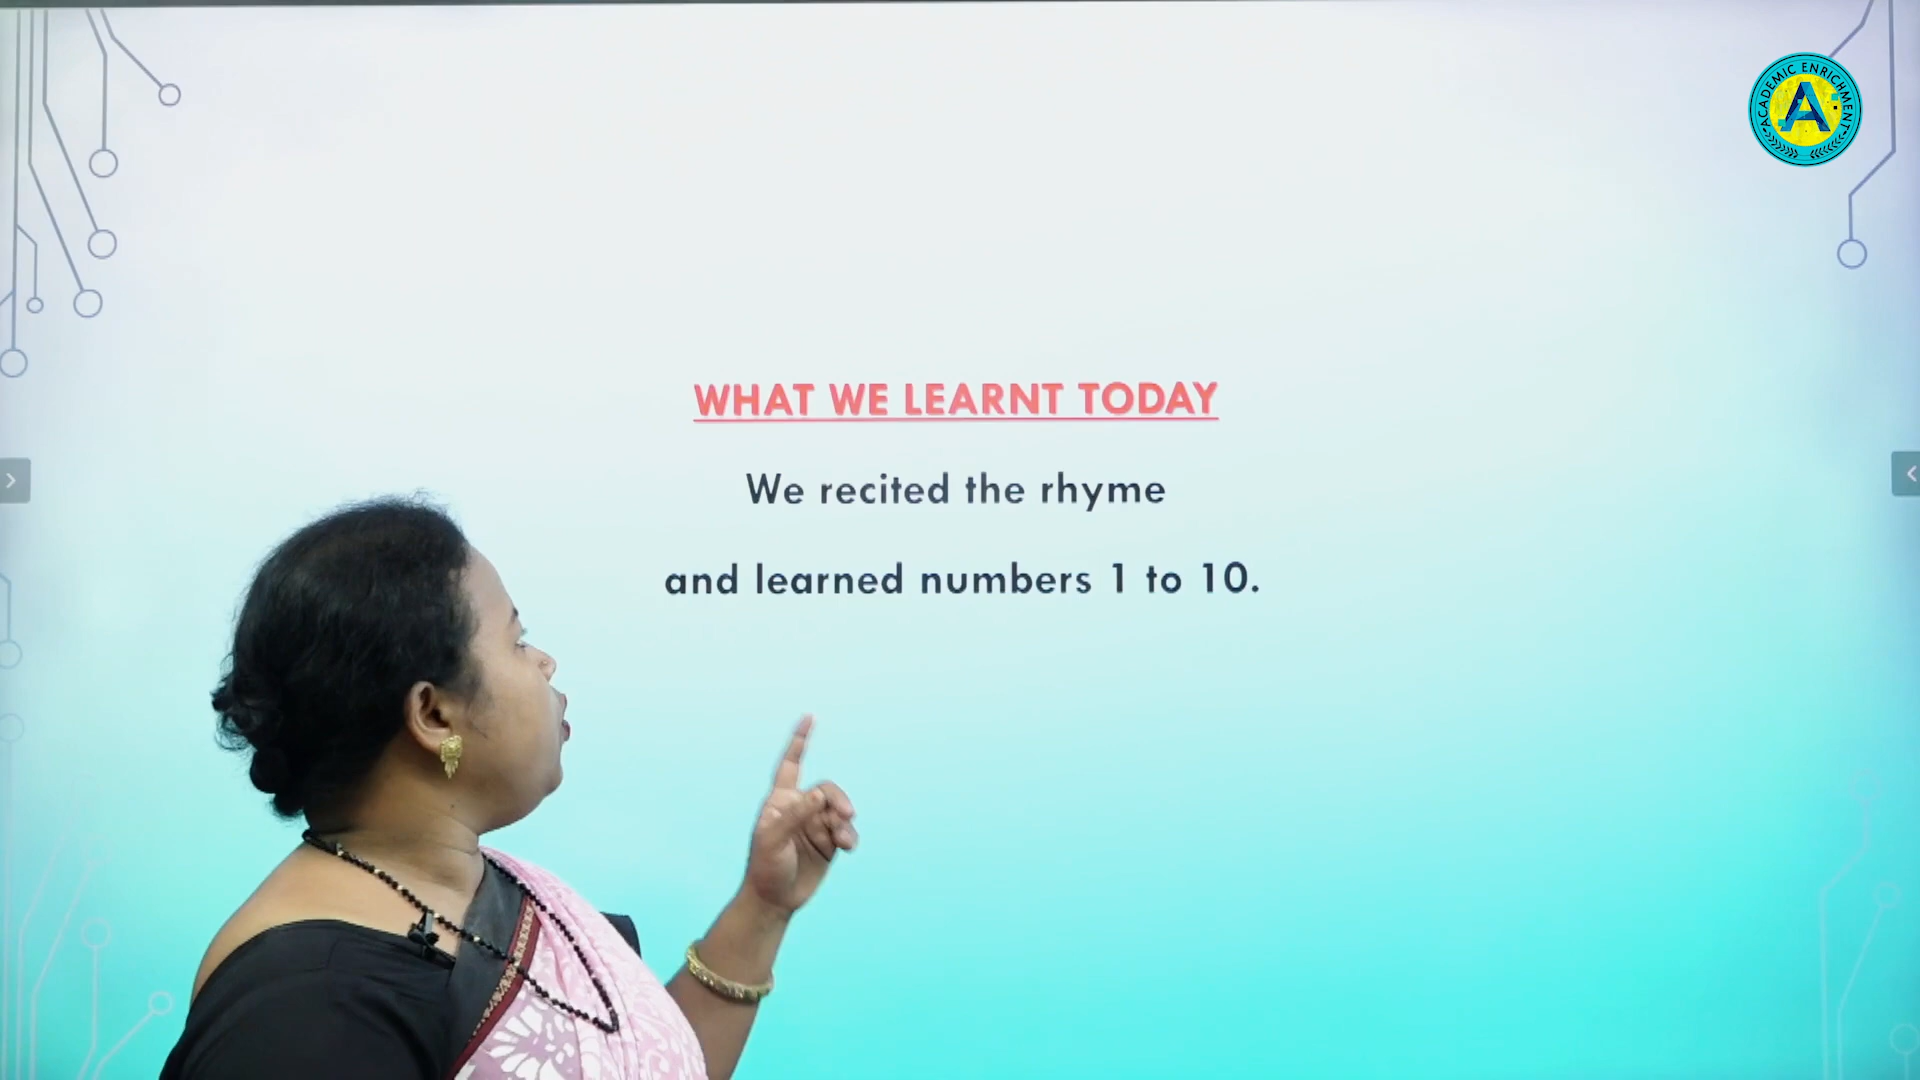 ACADEMIC ENRICHMENT
A
WHAT WE LEARNT TODAY
We recited the rhyme
and learned numbers 1 to 10.